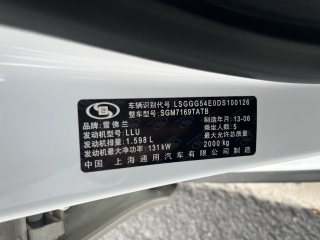 车辆识别代号:LSGGG54E0DS100126
整车型号:SGM7169TATB
品牌:雪佛兰 制造年月:13-06
发动机型号:LLU 乘坐人数:5
发动机排量:1.598 L 最大允许总质量:
发动机最大净功率:131kW 2000 kg
中国 上海通用汽车有限公司制造